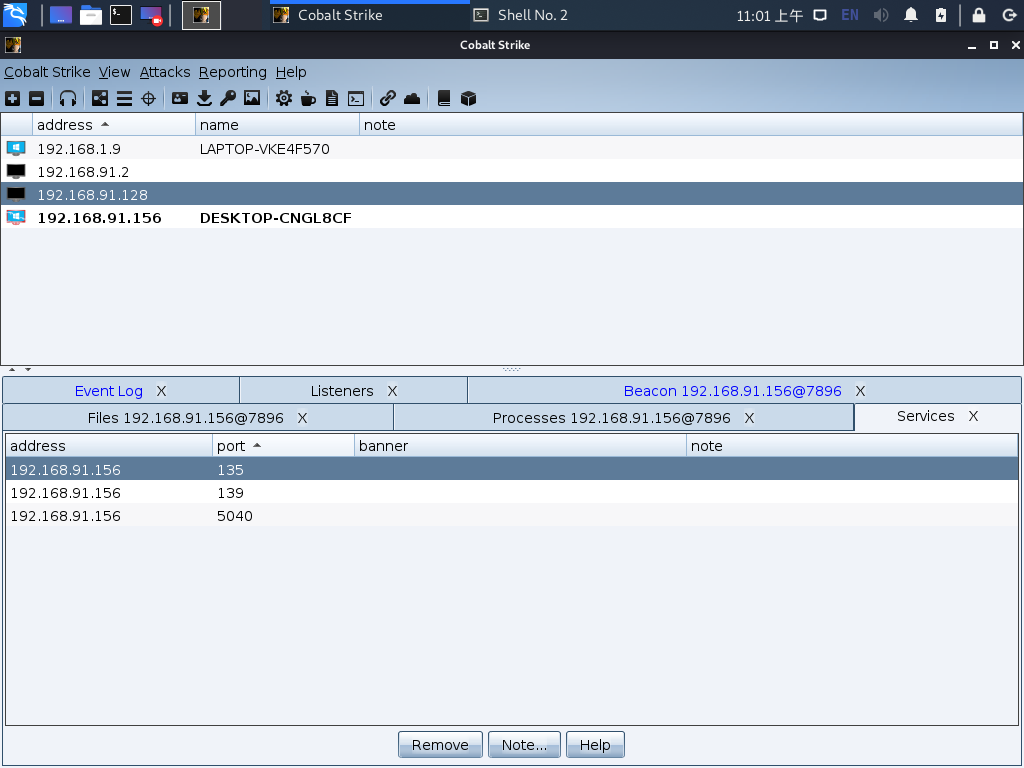 Cobalt Strike
Shell No. 2
11:01 上午
EN
Cobalt Strike
Cobalt Strike View Attacks Reporting Help
address name note
192.168.1.9 LAPTOP-VKE4F570
192.168.91.2
192.168.91.128
192.168.91.156 DESKTOP-CNGL8CF
Event Log X Listeners X Beacon 192.168.91.156@7896 X
Files 192.168.91.156@7896 X Processes 192.168.91.156@7896 X Services X
address port banner note
192.168.91.156 135
192.168.91.156 139
192.168.91.156 5040
Remove Note... Help